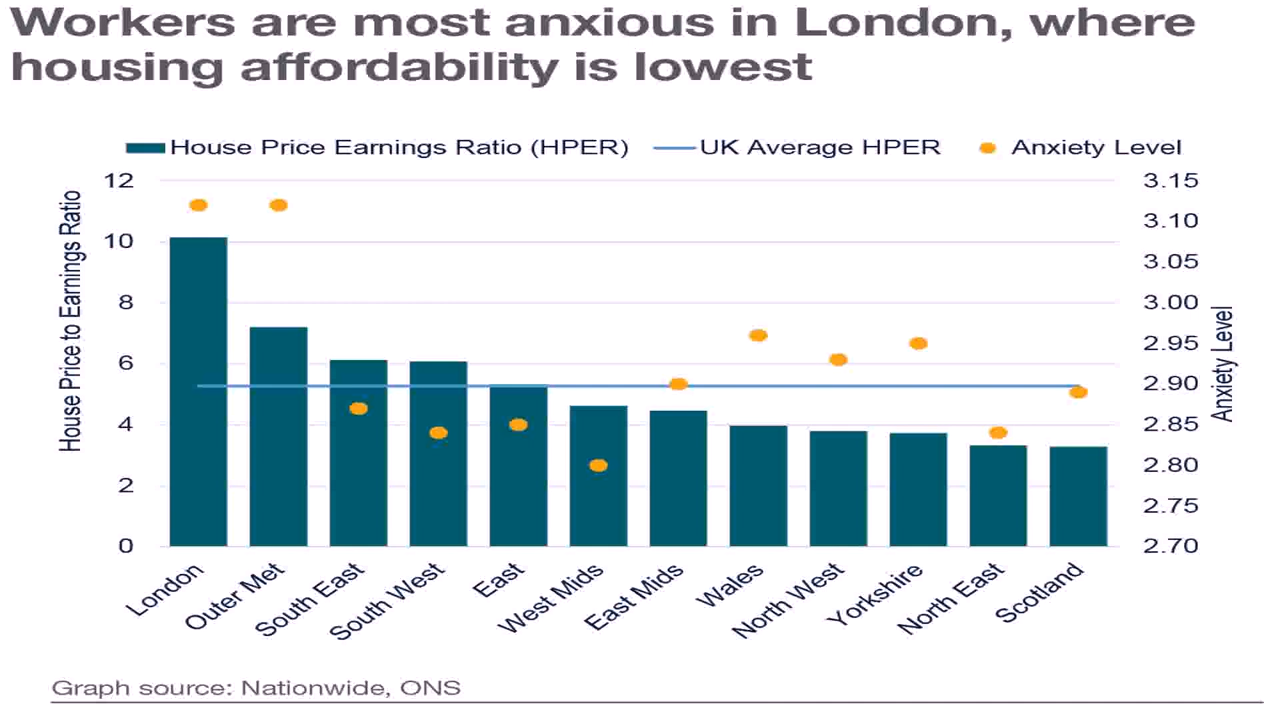 Workers are most anxious in London, where
housing affordability is lowest
House Price Earnings Ratio (HPER)
UK Average HPER
Anxiety Level
House Price to Earnings Ratio
12
10
8
6
4
2
0
3.15
3.10
3.05
3.00
2.95
2.90
2.85
2.80
2.75
2.70
Anxiety Level
London
Outer Met
South East
South West
East
West Mids
East Mids
Wales
North West
Yorkshire
North East
Scotland
Graph source: Nationwide, ONS